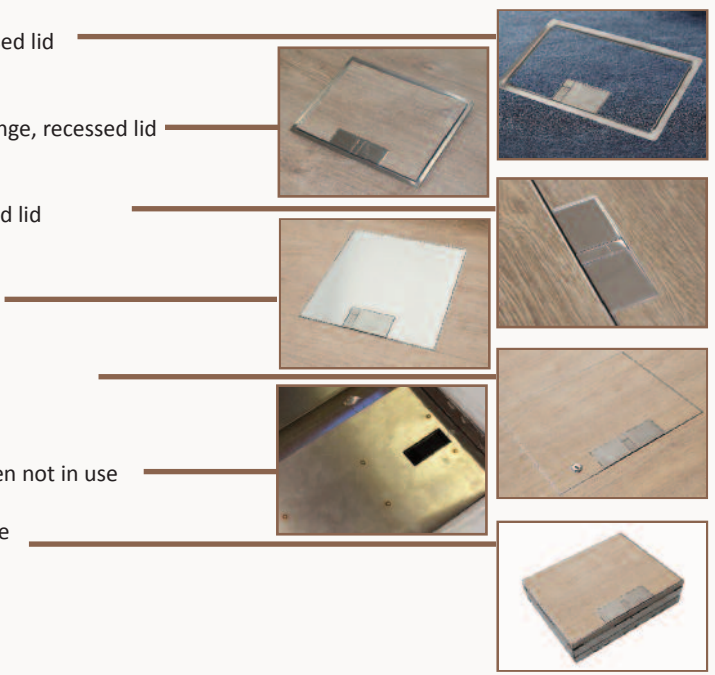 ed lid
nge, recessed lid
d lid
en not in use
e